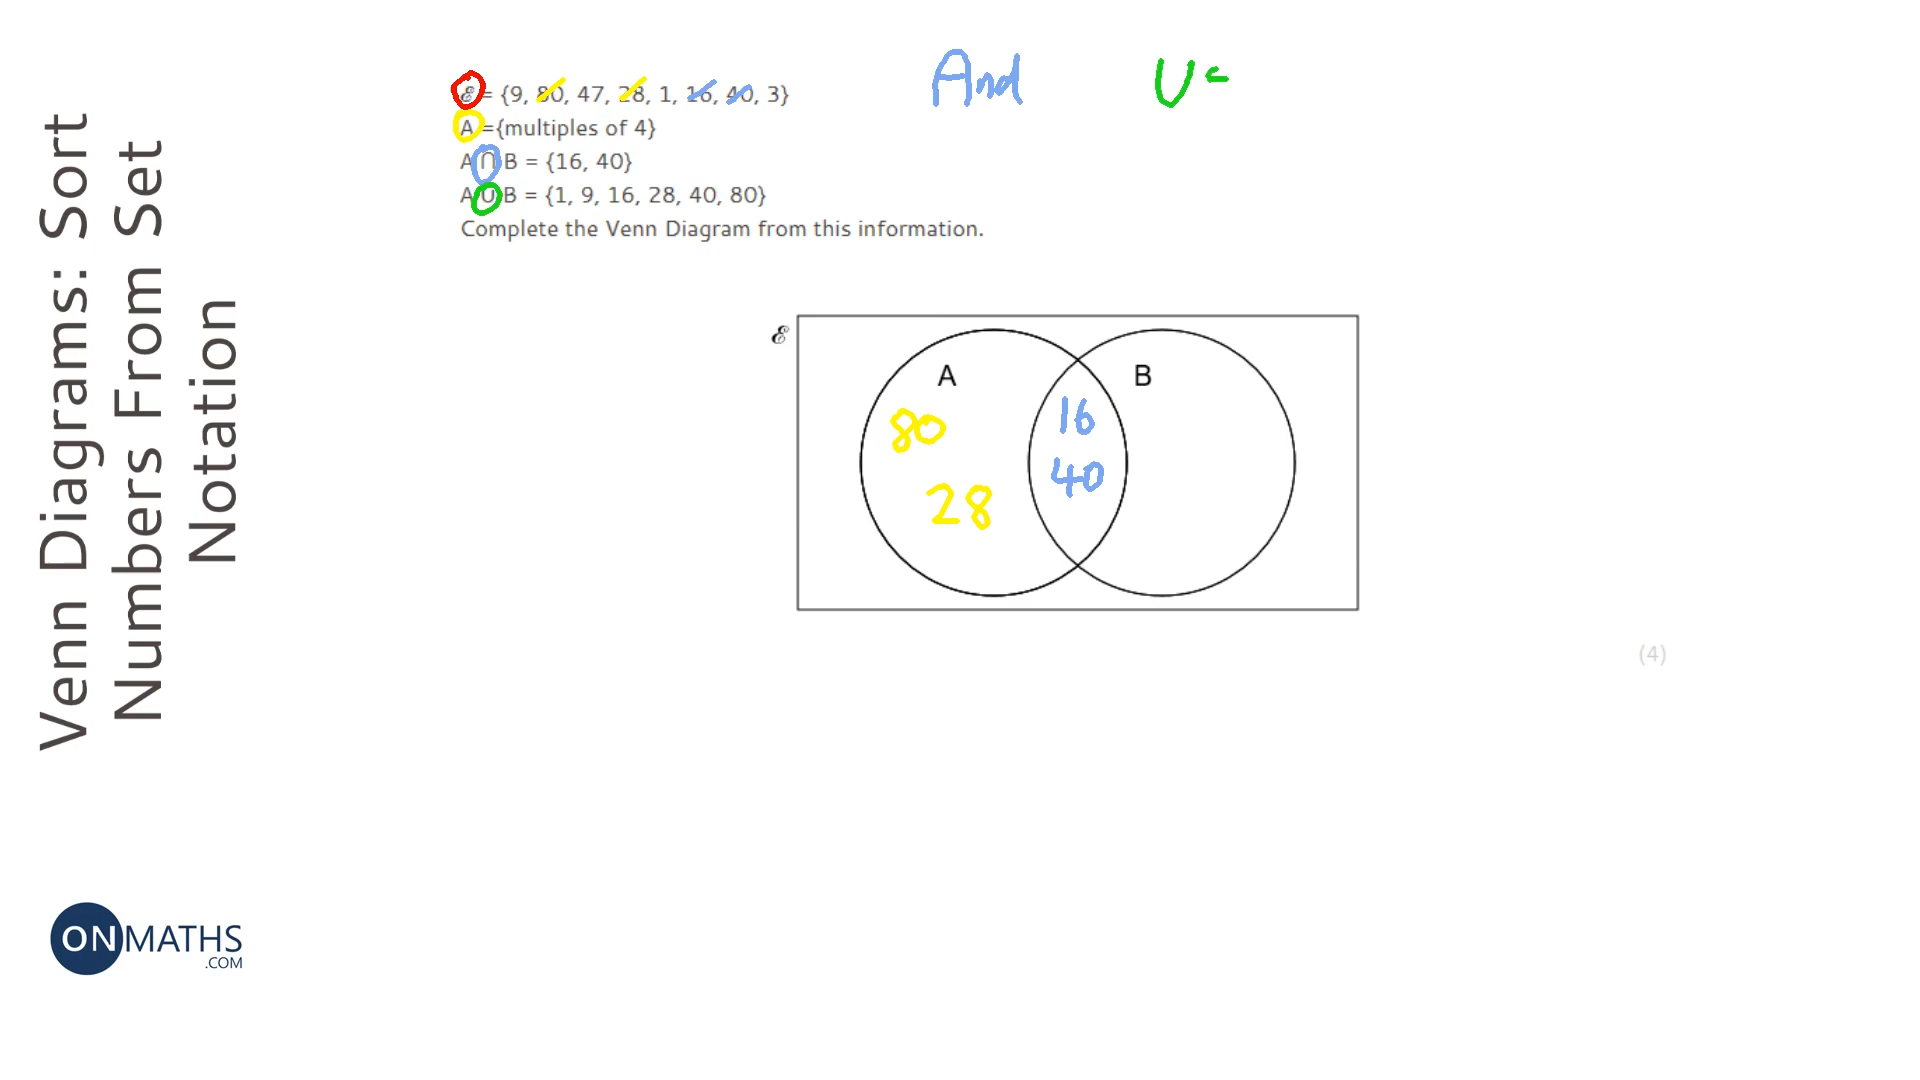 Venn Diagrams: Sort
Numbers From Set
Notation
ℰ = {9, 80, 47, 28, 1, 16, 40, 3}
A ={multiples of 4}
A ⋂ B = {16, 40}
A ∪ B = {1, 9, 16, 28, 40, 80}
Complete the Venn Diagram from this information.
And
U =
ℰ
A
B
80
28
16
40
(4)
ONMATHS
.COM